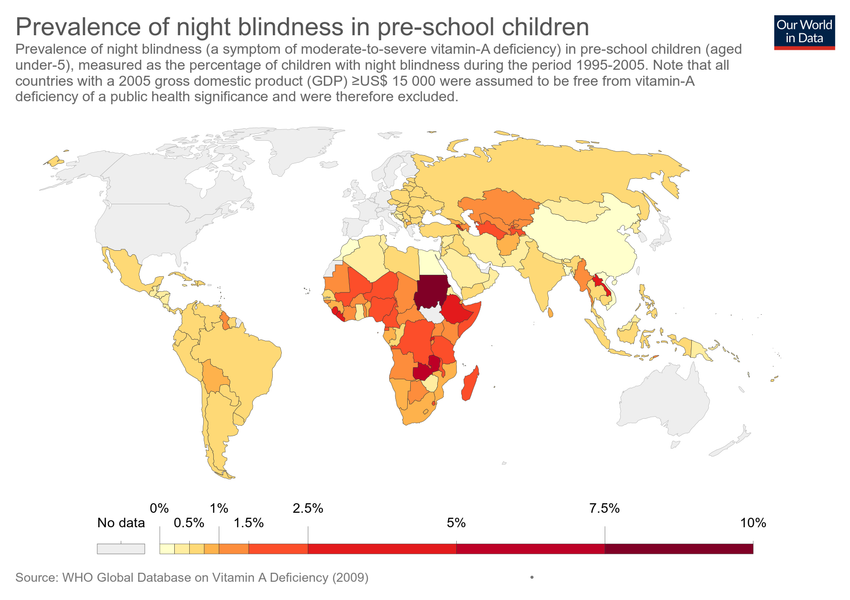 Prevalence of night blindness in pre-school children
Our World
in Data
Prevalence of night blindness (a symptom of moderate-to-severe vitamin-A deficiency) in pre-school children (aged
under-5), measured as the percentage of children with night blindness during the period 1995-2005. Note that all
countries with a 2005 gross domestic product (GDP) ≥US$ 15 000 were assumed to be free from vitamin-A
deficiency of a public health significance and were therefore excluded.
0% 1% 2.5% 7.5%
No data 0.5% 1.5% 5% 10%
Source: WHO Global Database on Vitamin A Deficiency (2009) •